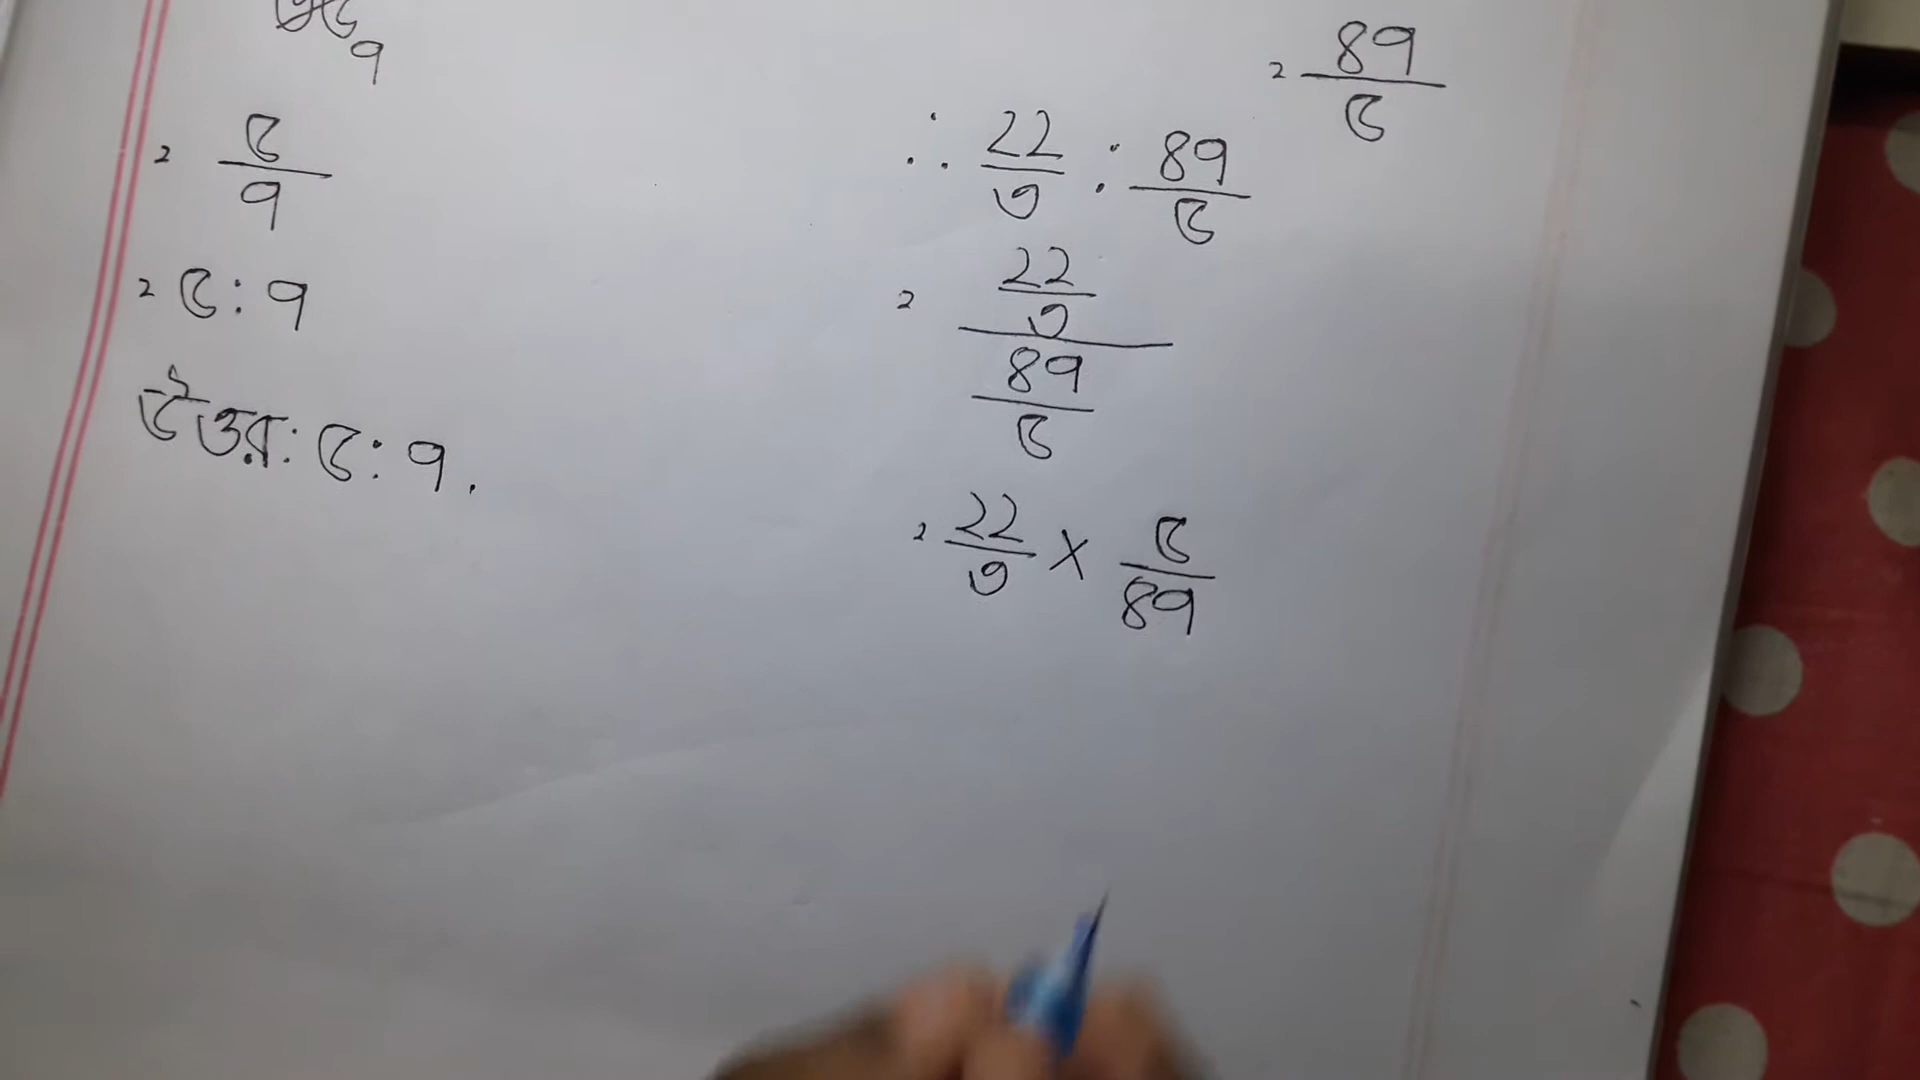 ৭
= ৫/৭
= ৫:৭
উত্তর: ৫:৭.
= ৪৭/৫
∴ ২২/৩ : ৪৭/৫
= ২২/৩ / ৪৭/৫
= ২২/৩ × ৫/৪৭